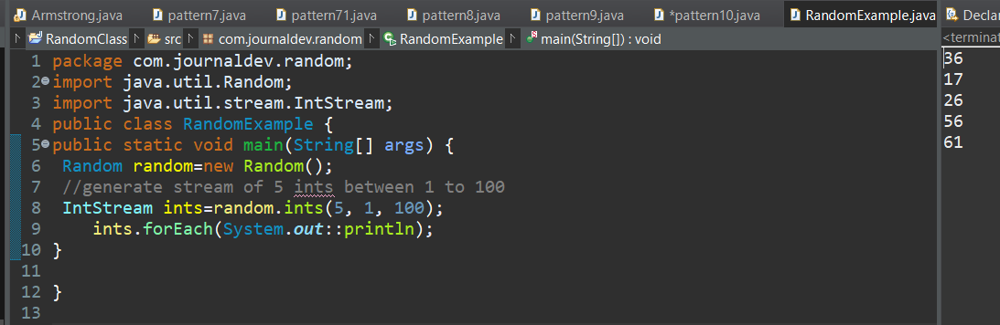 Armstrong.java pattern7.java pattern71.java pattern8.java pattern9.java *pattern10.java RandomExample.java
RandomClass src com.journaldev.random RandomExample main(String[]) : void
1 package com.journaldev.random;
2 import java.util.Random;
3 import java.util.stream.IntStream;
4 public class RandomExample {
5 public static void main(String[] args) {
6 Random random=new Random();
7 //generate stream of 5 ints between 1 to 100
8 IntStream ints=random.ints(5, 1, 100);
9 ints.forEach(System.out::println);
10 }
11
12 }
13
Declar
<terminat
36
17
26
56
61